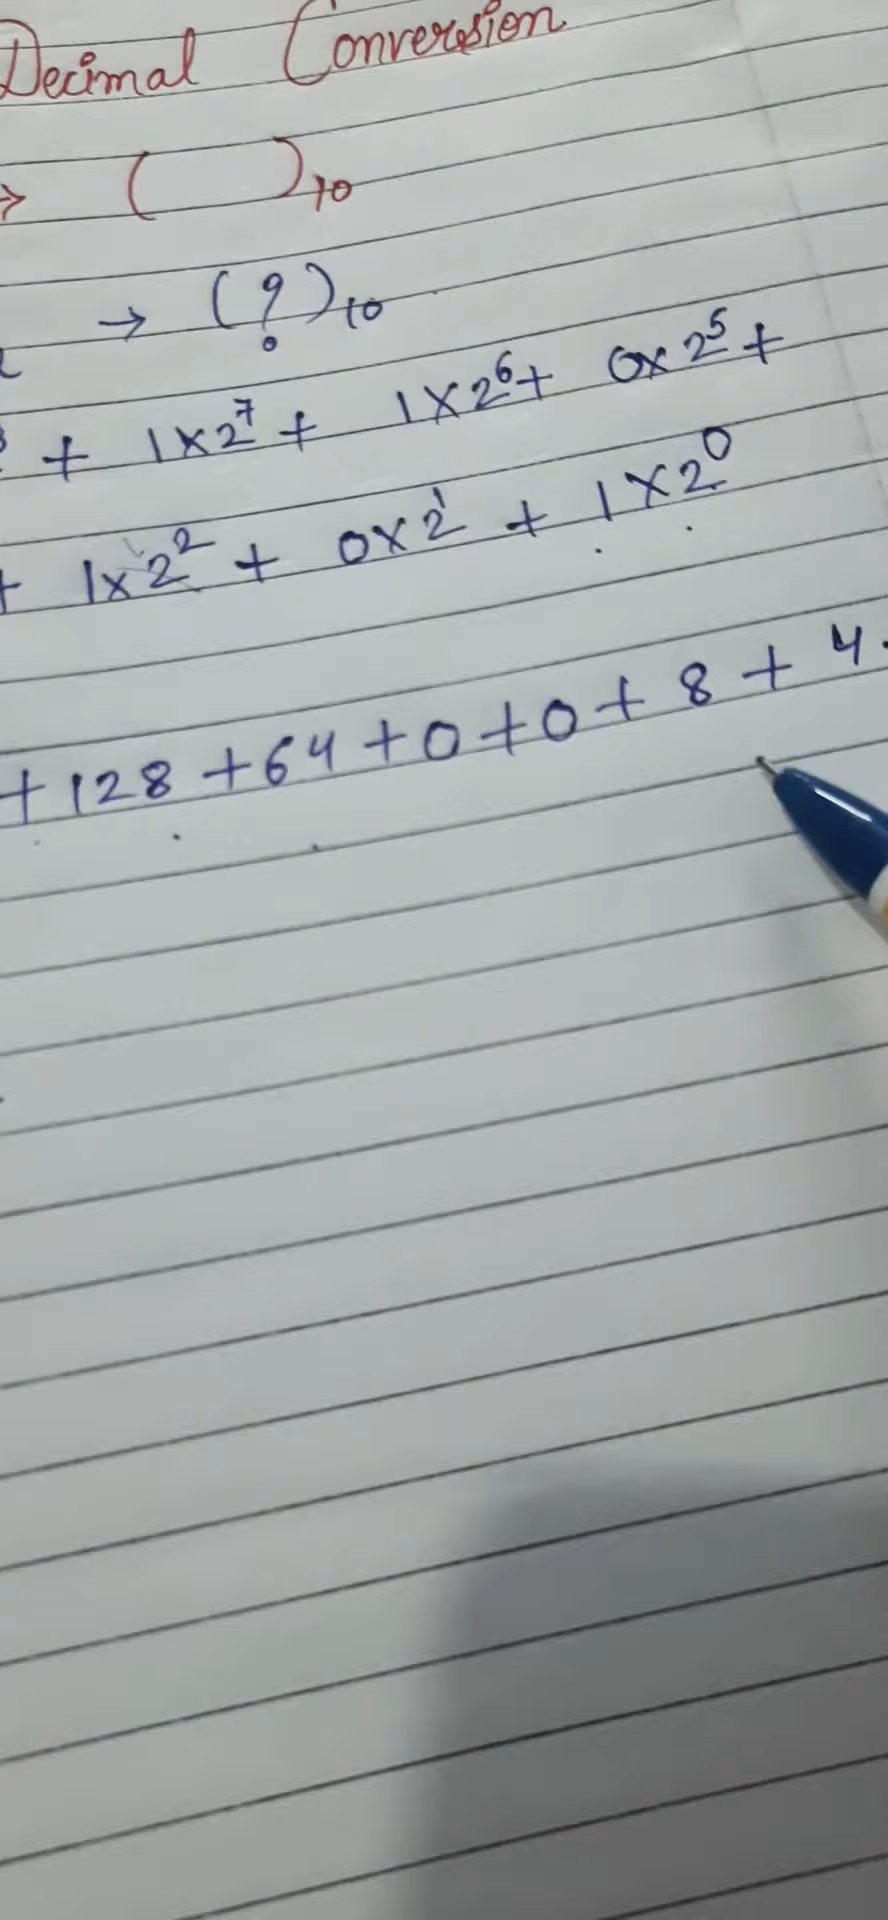 Decimal Conversion
→ ( )10
→ (?)10
+ 1×2⁷ + 1×2⁶ + 0×2⁵ +
+ 1×2² + 0×2¹ + 1×2⁰
+128 +64 +0 +0 + 8 + 4